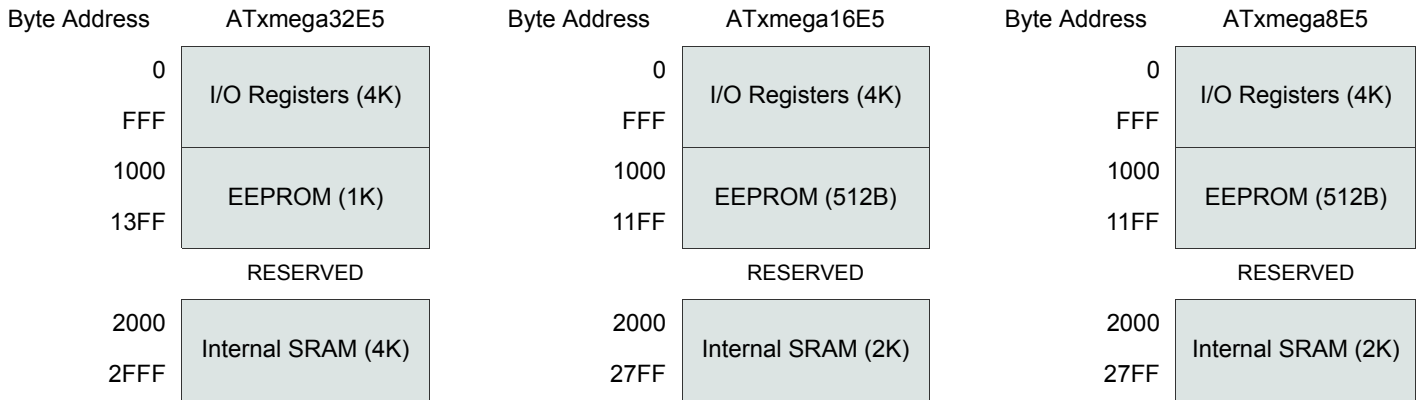 Byte Address ATxmega32E5 Byte Address ATxmega16E5 Byte Address ATxmega8E5
0 0 0
I/O Registers (4K) I/O Registers (4K) I/O Registers (4K)
FFF FFF FFF
1000 1000 1000
EEPROM (1K) EEPROM (512B) EEPROM (512B)
13FF 11FF 11FF
RESERVED RESERVED RESERVED
2000 2000 2000
Internal SRAM (4K) Internal SRAM (2K) Internal SRAM (2K)
2FFF 27FF 27FF